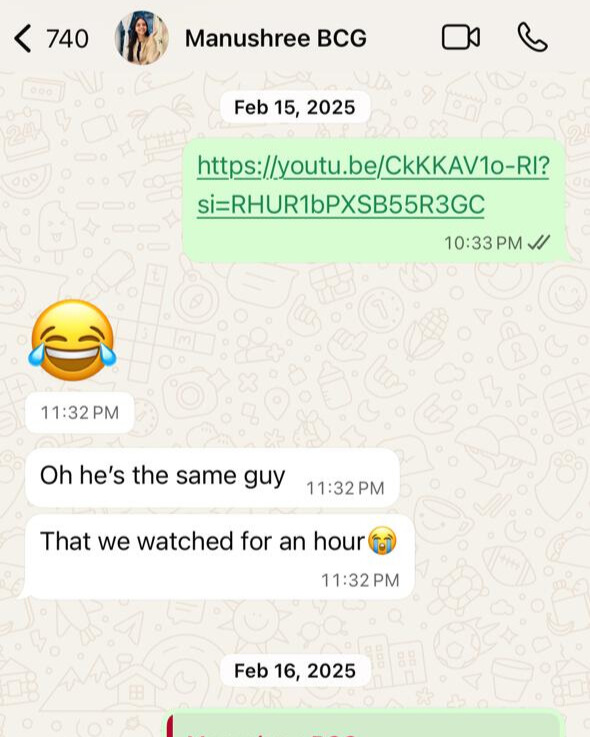 740
Manushree BCG
Feb 15, 2025
https://youtu.be/CkKKAV1o-RI?
si=RHUR1bPXSB55R3GC
10:33 PM
😂
11:32 PM
Oh he's the same guy
11:32 PM
That we watched for an hour😭
11:32 PM
Feb 16, 2025